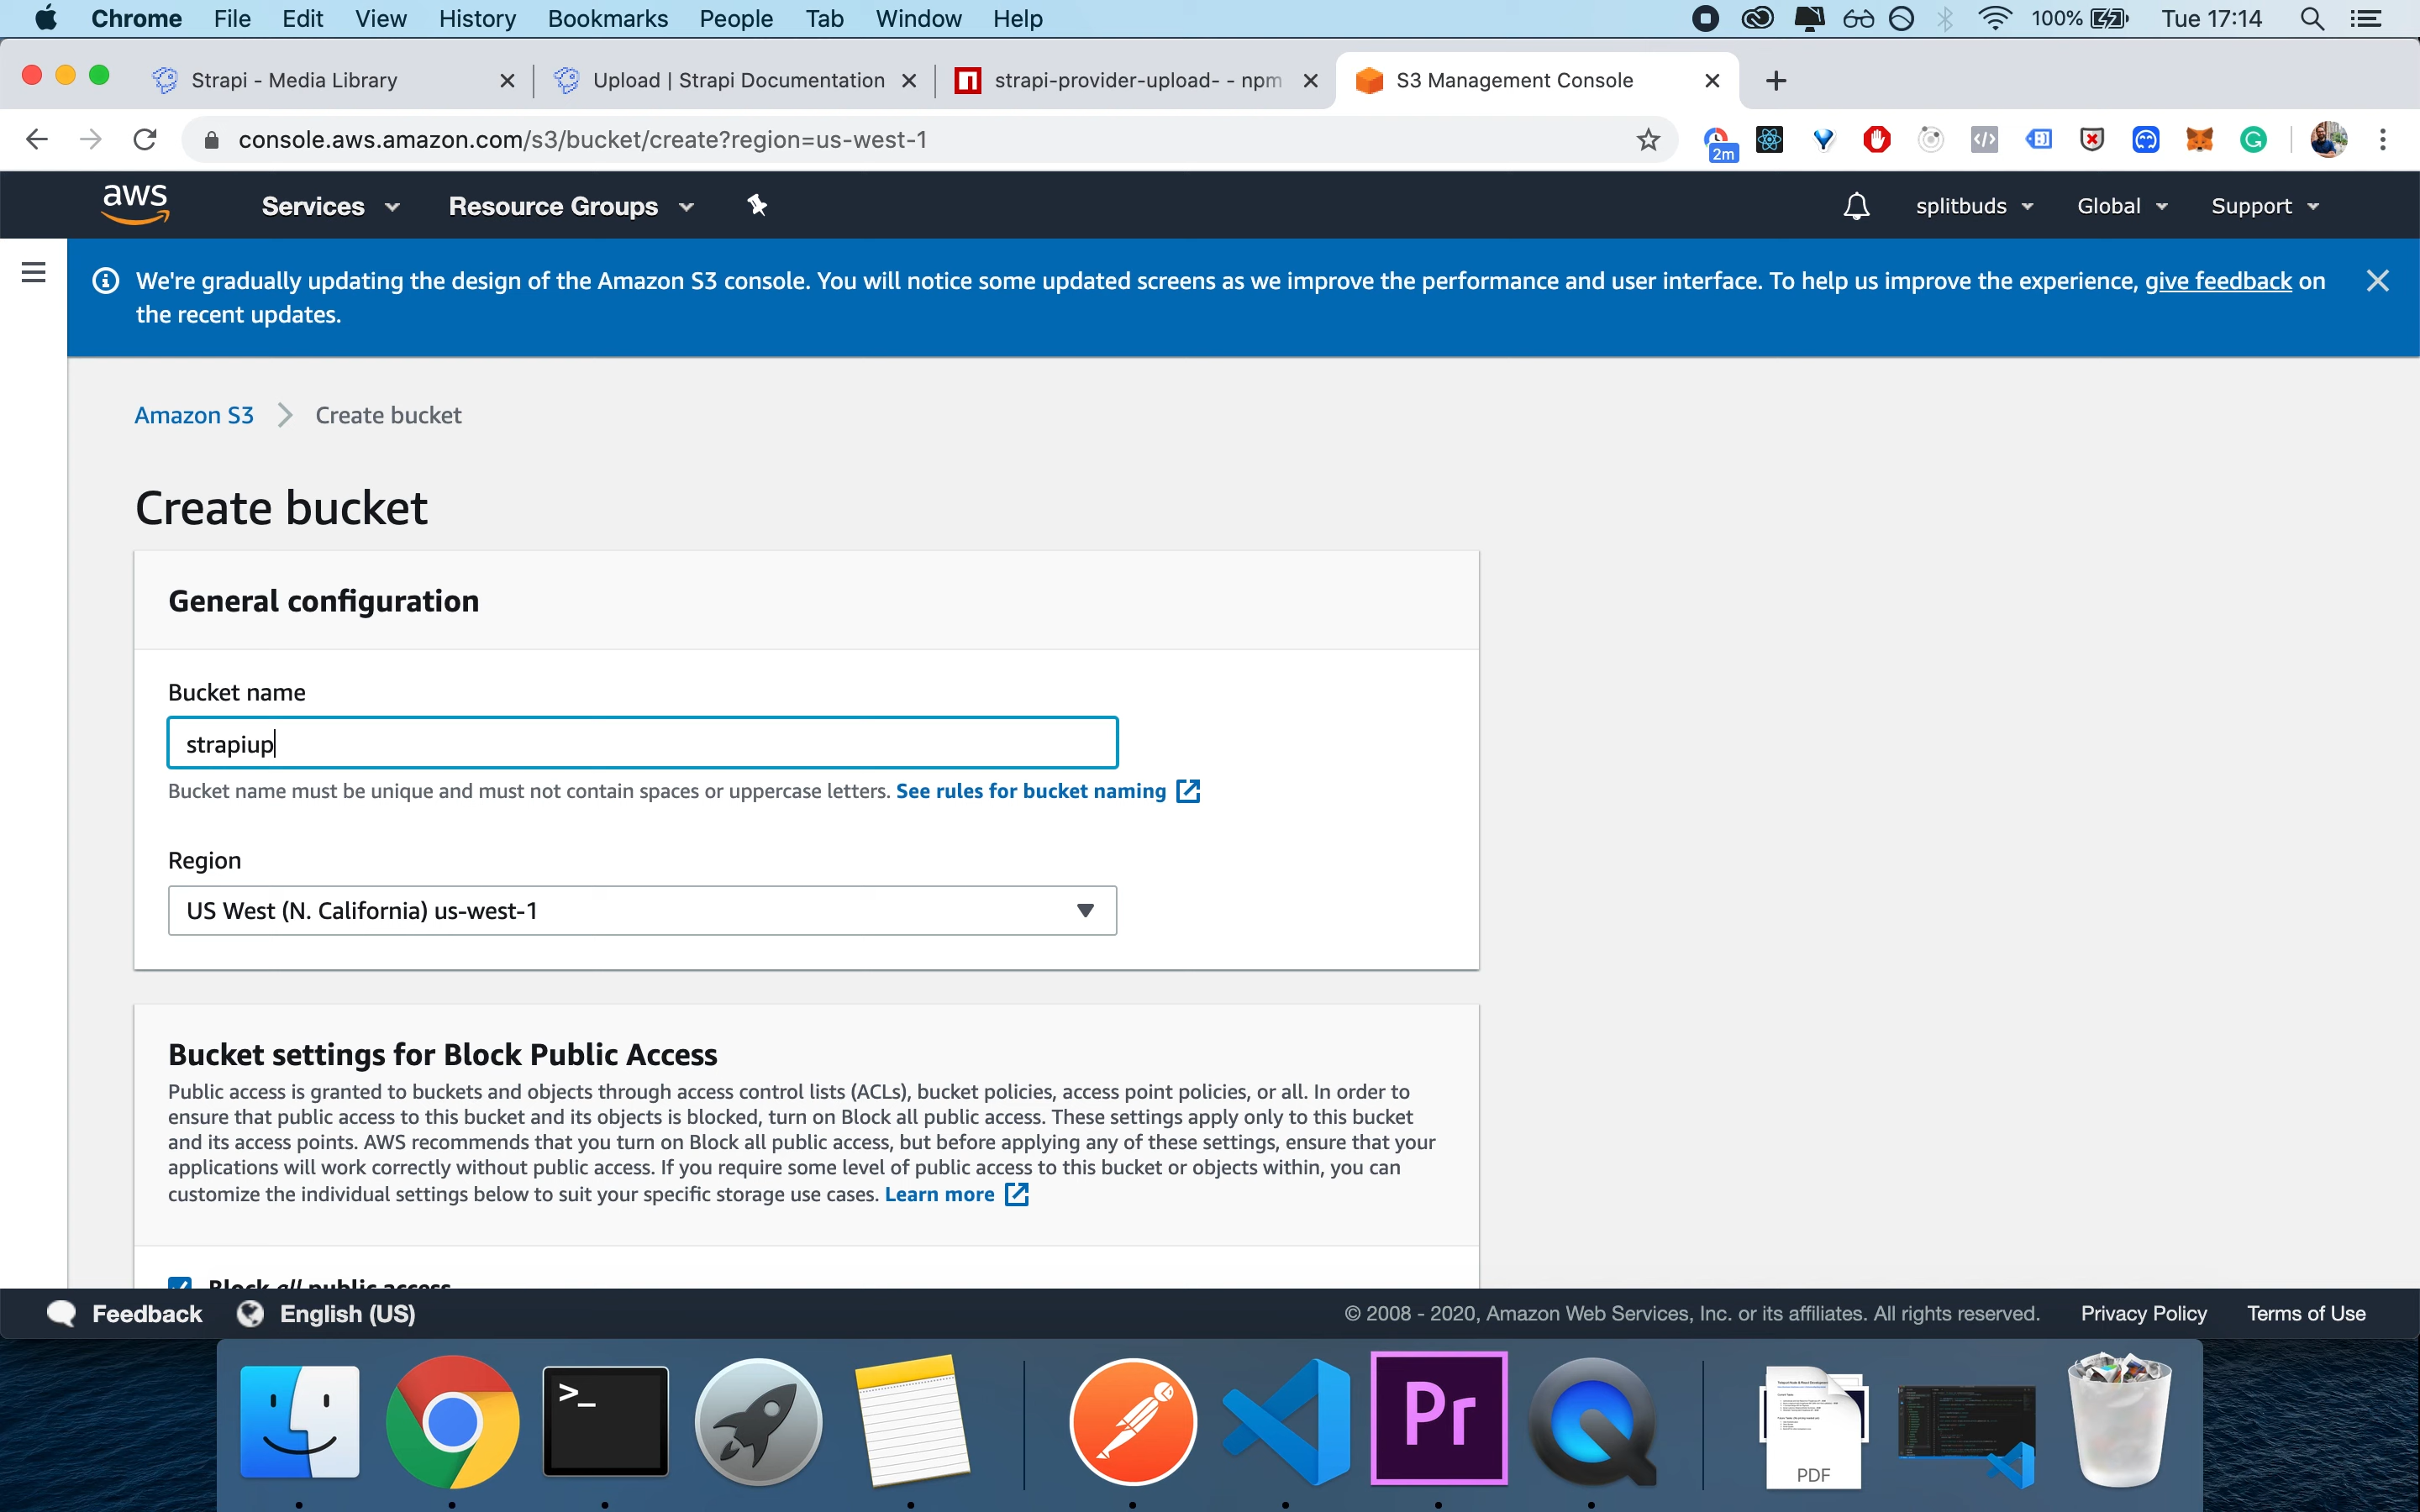 Chrome File Edit View History Bookmarks People Tab Window Help 100% Tue 17:14
Strapi - Media Library Upload | Strapi Documentation strapi-provider-upload- - npm S3 Management Console
console.aws.amazon.com/s3/bucket/create?region=us-west-1 2m
aws Services Resource Groups splitbuds Global Support
We're gradually updating the design of the Amazon S3 console. You will notice some updated screens as we improve the performance and user interface. To help us improve the experience, give feedback on
the recent updates.
Amazon S3 Create bucket
Create bucket
General configuration
Bucket name
strapiup
Bucket name must be unique and must not contain spaces or uppercase letters. See rules for bucket naming
Region
US West (N. California) us-west-1
Bucket settings for Block Public Access
Public access is granted to buckets and objects through access control lists (ACLs), bucket policies, access point policies, or all. In order to
ensure that public access to this bucket and its objects is blocked, turn on Block all public access. These settings apply only to this bucket
and its access points. AWS recommends that you turn on Block all public access, but before applying any of these settings, ensure that your
applications will work correctly without public access. If you require some level of public access to this bucket or objects within, you can
customize the individual settings below to suit your specific storage use cases. Learn more
Block all public access
Feedback English (US) © 2008 - 2020, Amazon Web Services, Inc. or its affiliates. All rights reserved. Privacy Policy Terms of Use
>_ Pr PDF